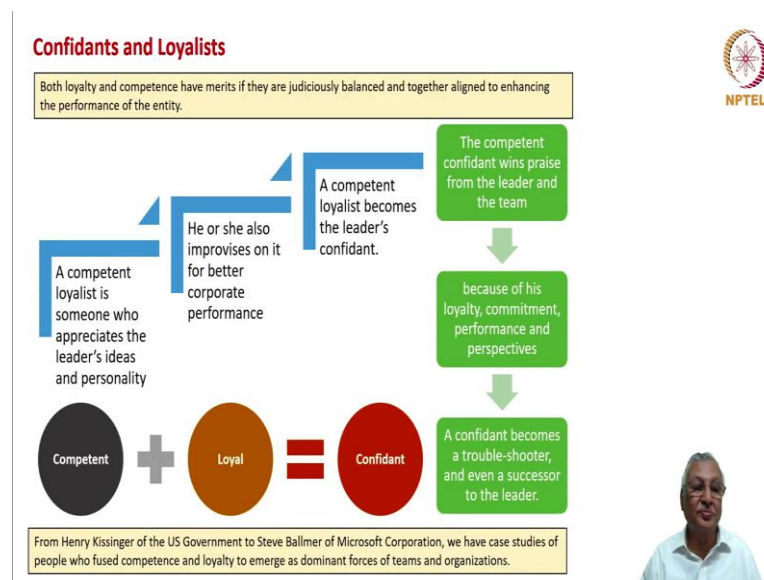 Confidants and Loyalists
NPTEL
Both loyalty and competence have merits if they are judiciously balanced and together aligned to enhancing
the performance of the entity.
A competent
loyalist is
someone who
appreciates the
leader's ideas
and personality
He or she also
improvises on it
for better
corporate
performance
A competent
loyalist becomes
the leader's
confidant.
The competent
confidant wins praise
from the leader and
the team
because of his
loyalty, commitment,
performance and
perspectives
A confidant becomes
a trouble-shooter,
and even a successor
to the leader.
Competent
Loyal
Confidant
From Henry Kissinger of the US Government to Steve Ballmer of Microsoft Corporation, we have case studies of
people who fused competence and loyalty to emerge as dominant forces of teams and organizations.